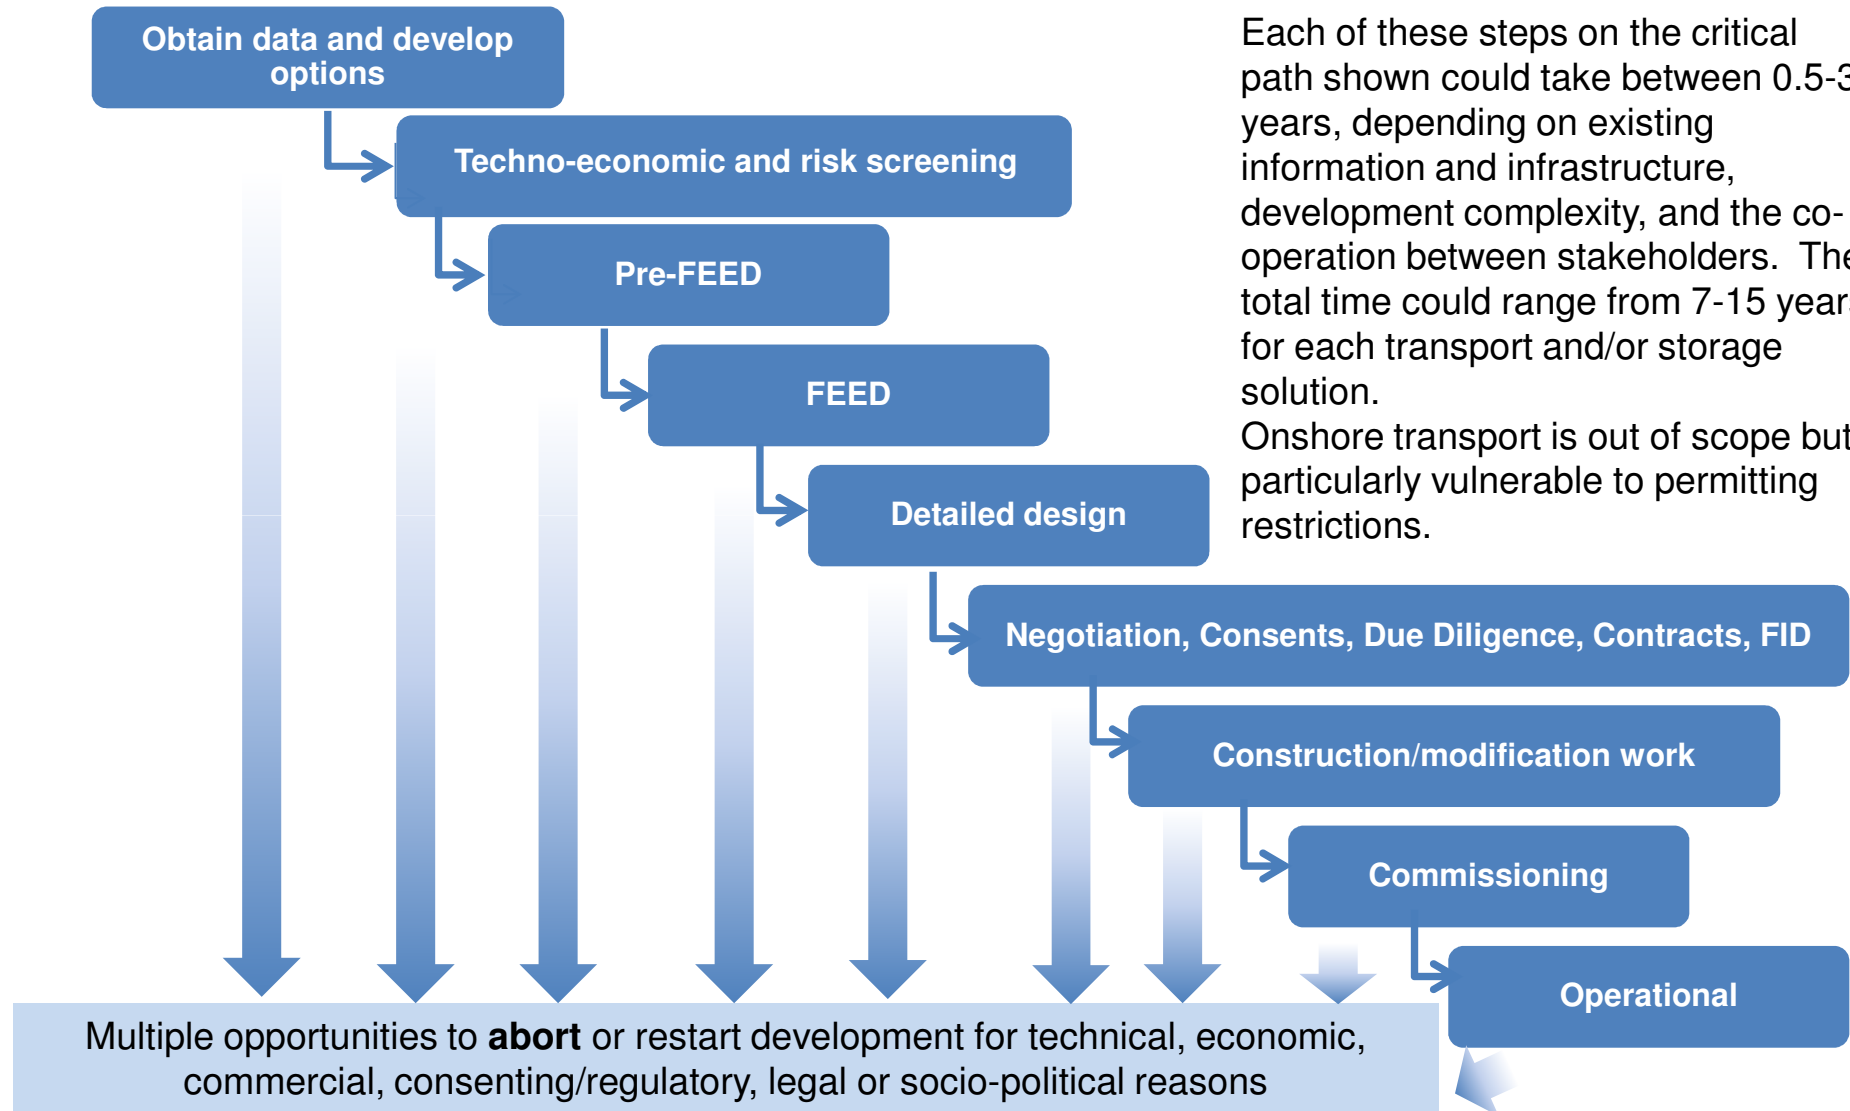 Obtain data and develop
options
Each of these steps on the critical
path shown could take between 0.5-3
years, depending on existing
information and infrastructure,
development complexity, and the co-
operation between stakeholders. The
total time could range from 7-15 years
for each transport and/or storage
solution.
Onshore transport is out of scope but
particularly vulnerable to permitting
restrictions.
Techno-economic and risk screening
Pre-FEED
FEED
Detailed design
Negotiation, Consents, Due Diligence, Contracts, FID
Construction/modification work
Commissioning
Operational
Multiple opportunities to abort or restart development for technical, economic,
commercial, consenting/regulatory, legal or socio-political reasons